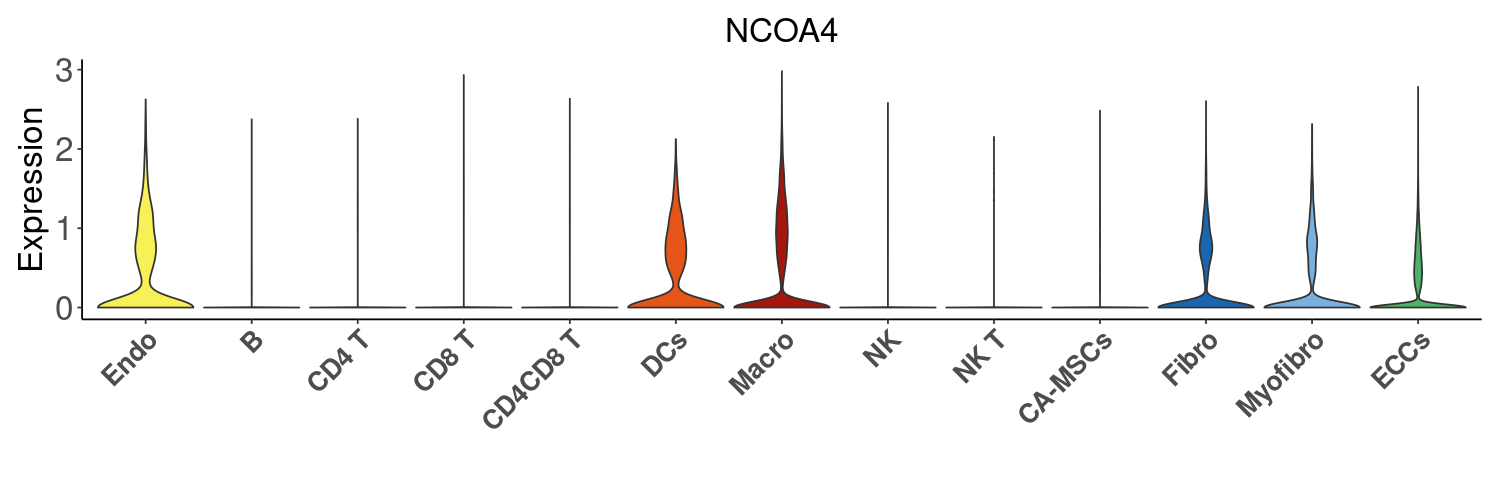 NCOA4
Expression
3
2
1
0
Endo
B
CD4 T
CD8 T
CD4CD8 T
DCs
Macro
NK
NK T
CA-MSCs
Fibro
Myofibro
ECCs